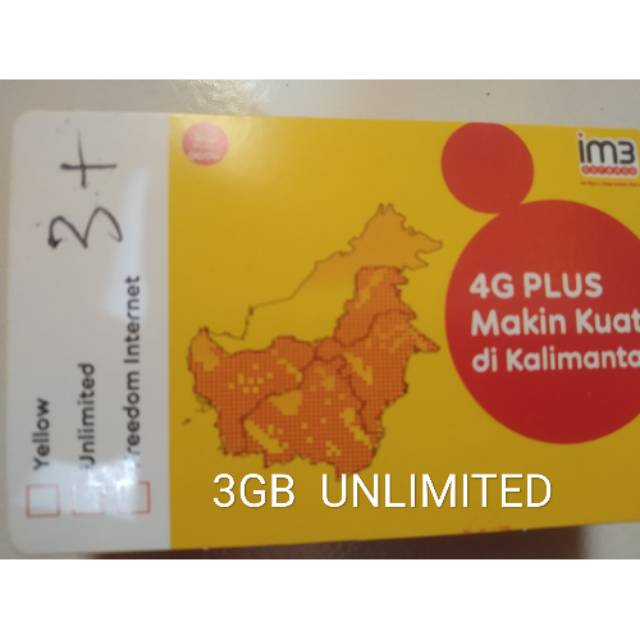 3+
Yellow
Unlimited
Freedom Internet
im3
4G PLUS
Makin Kuat
di Kalimanta
3GB UNLIMITED